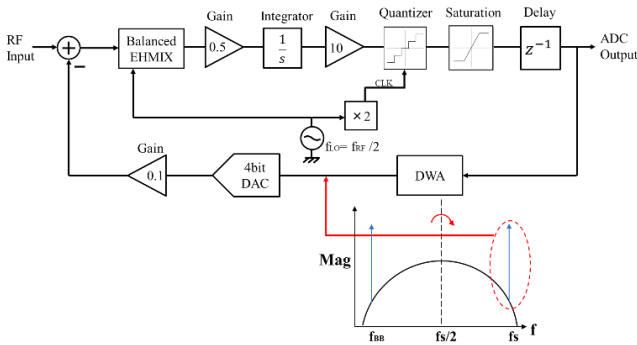 Gain
Integrator
Gain
Quantizer
Saturation
Delay
RF
Input
+
−
Balanced
EHMIX
0.5
1
s
10
z⁻¹
ADC
Output
CLK
×2
fLO= fRF /2
Gain
0.1
4bit
DAC
DWA
Mag
fBB
fs/2
fs
f